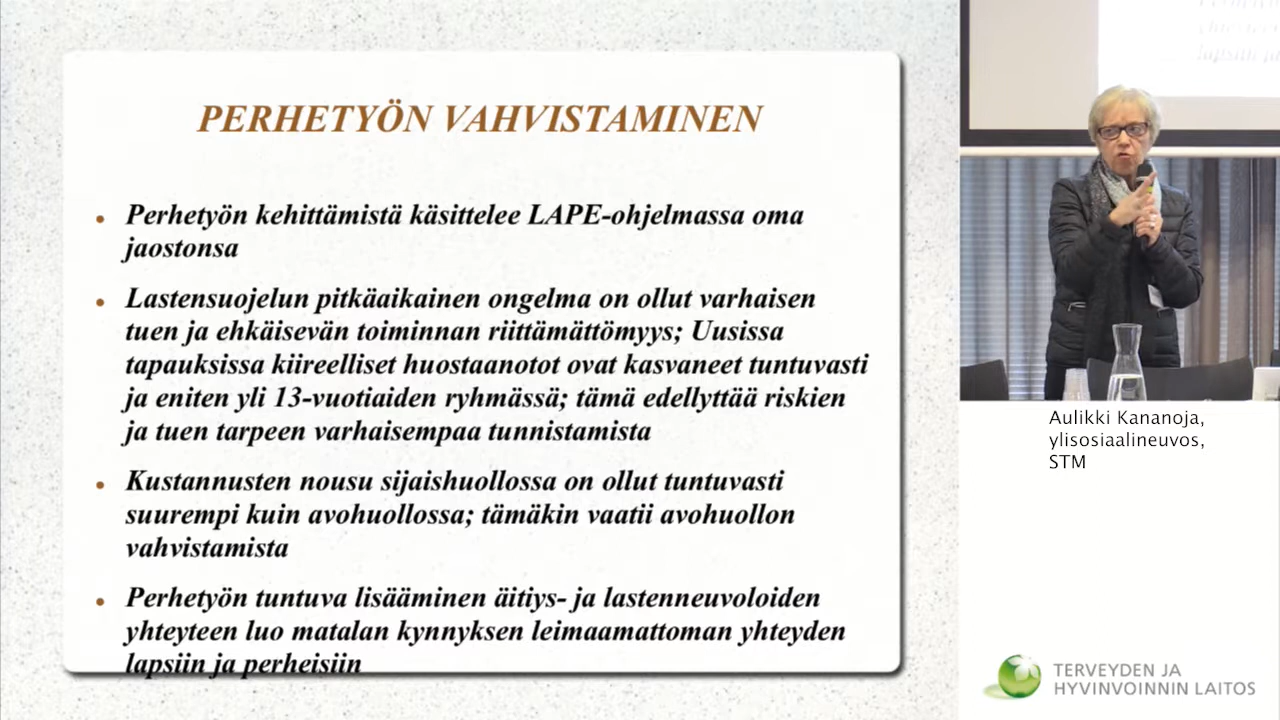 PERHETYÖN VAHVISTAMINEN
Perhetyön kehittämistä käsittelee LAPE-ohjelmassa oma
jaostonsa
Lastensuojelun pitkäaikainen ongelma on ollut varhaisen
tuen ja ehkäisevän toiminnan riittämättömyys; Uusissa
tapauksissa kiireelliset huostaanotot ovat kasvaneet tuntuvasti
ja eniten yli 13-vuotiaiden ryhmässä; tämä edellyttää riskien
ja tuen tarpeen varhaisempaa tunnistamista
Kustannusten nousu sijaishuollossa on ollut tuntuvasti
suurempi kuin avohuollossa; tämäkin vaatii avohuollon
vahvistamista
Perhetyön tuntuva lisääminen äitiys- ja lastenneuvoloiden
yhteyteen luo matalan kynnyksen leimaamattoman yhteyden
lapsiin ja perheisiin
Aulikki Kananoja,
ylisosiaalineuvos,
STM
TERVEYDEN JA
HYVINVOINNIN LAITOS